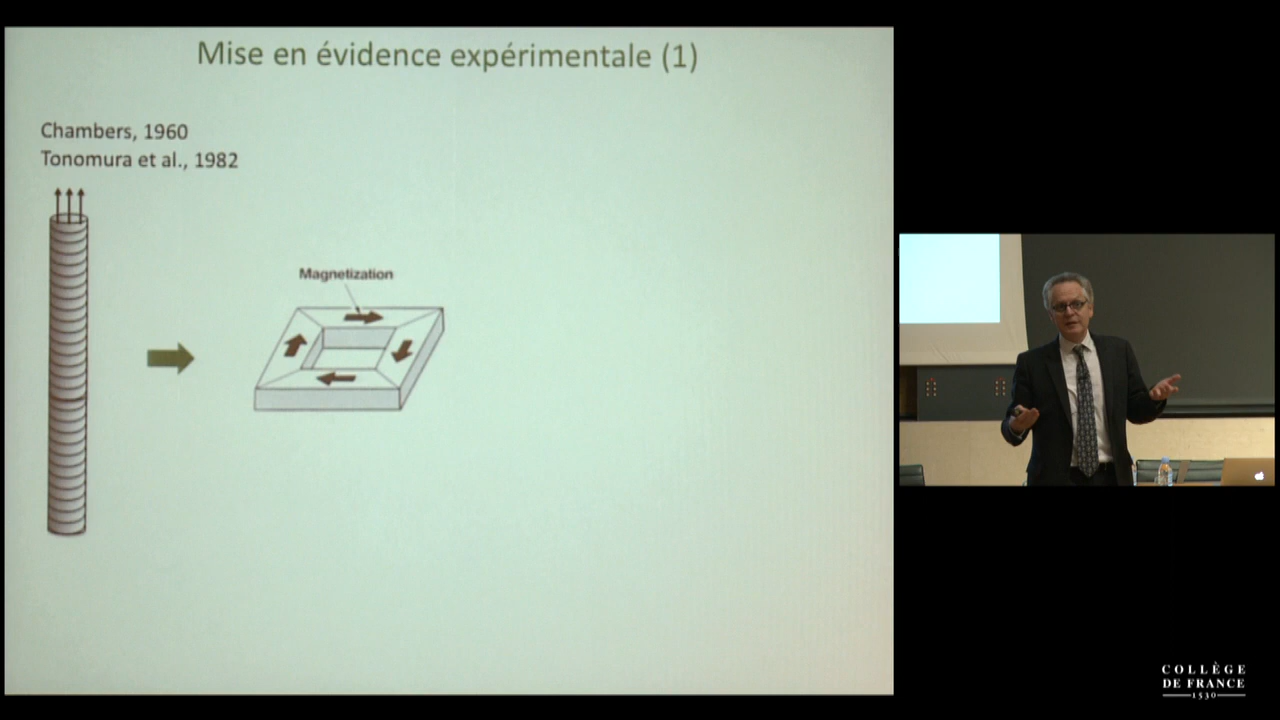 Mise en évidence expérimentale (1)
Chambers, 1960
Tonomura et al., 1982
Magnetization
COLLÈGE
DE FRANCE
1530